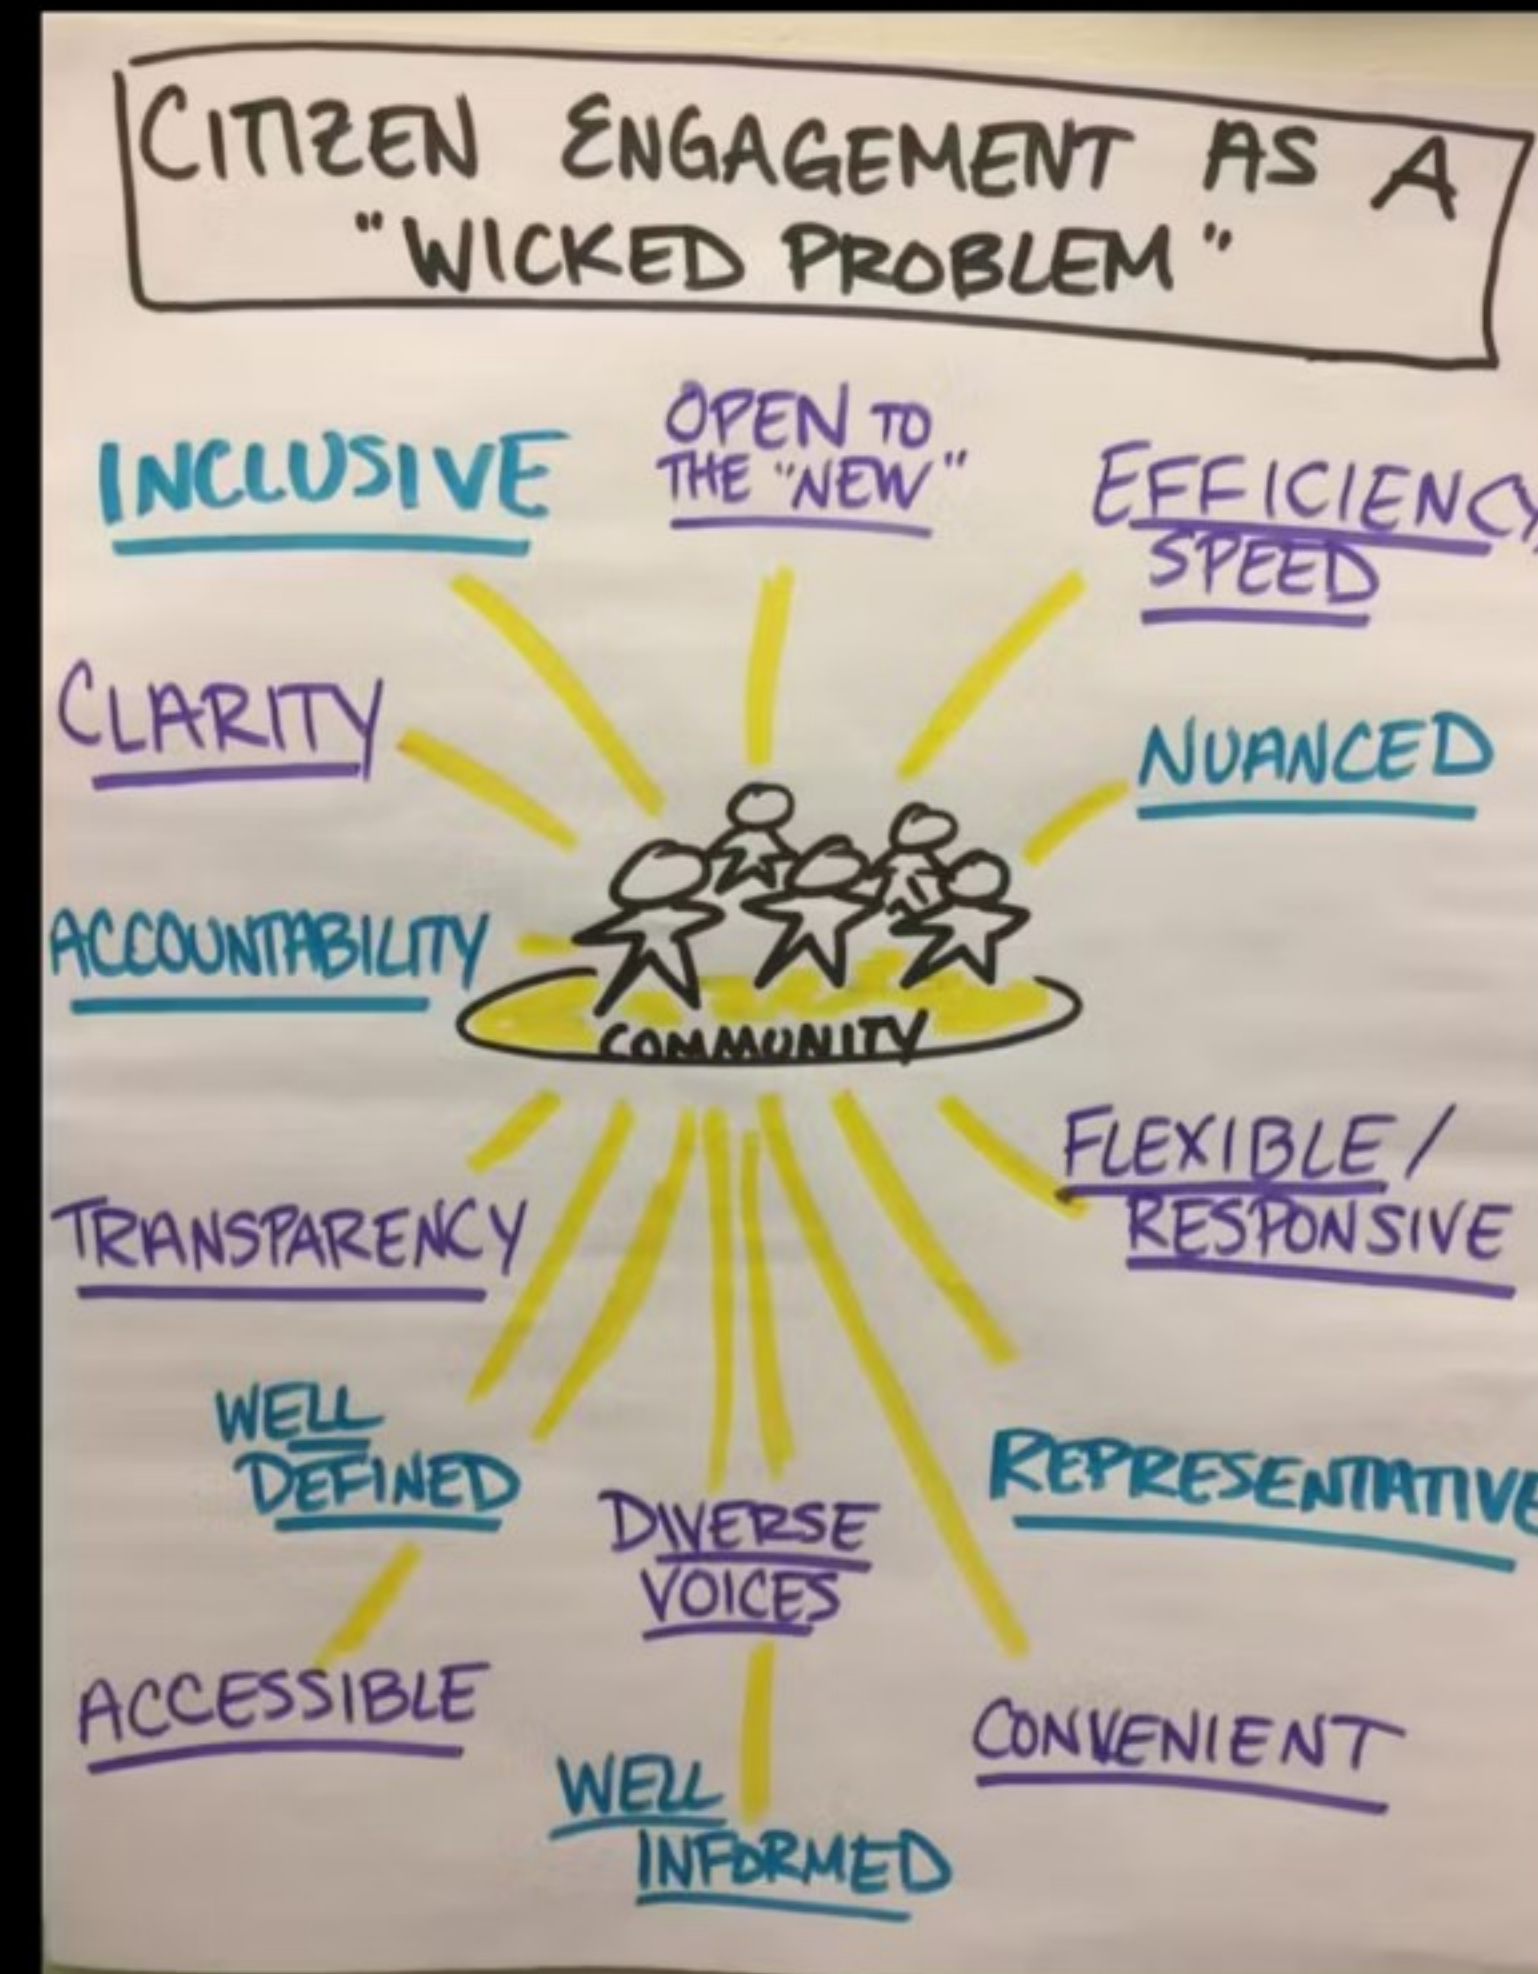 CITIZEN ENGAGEMENT AS A
"WICKED PROBLEM"
INCLUSIVE
OPEN TO
THE "NEW"
EFFICIENCY,
SPEED
CLARITY
NUANCED
ACCOUNTABILITY
COMMUNITY
FLEXIBLE /
RESPONSIVE
TRANSPARENCY
WELL
DEFINED
DIVERSE
VOICES
REPRESENTATIVE
ACCESSIBLE
CONVENIENT
WELL
INFORMED